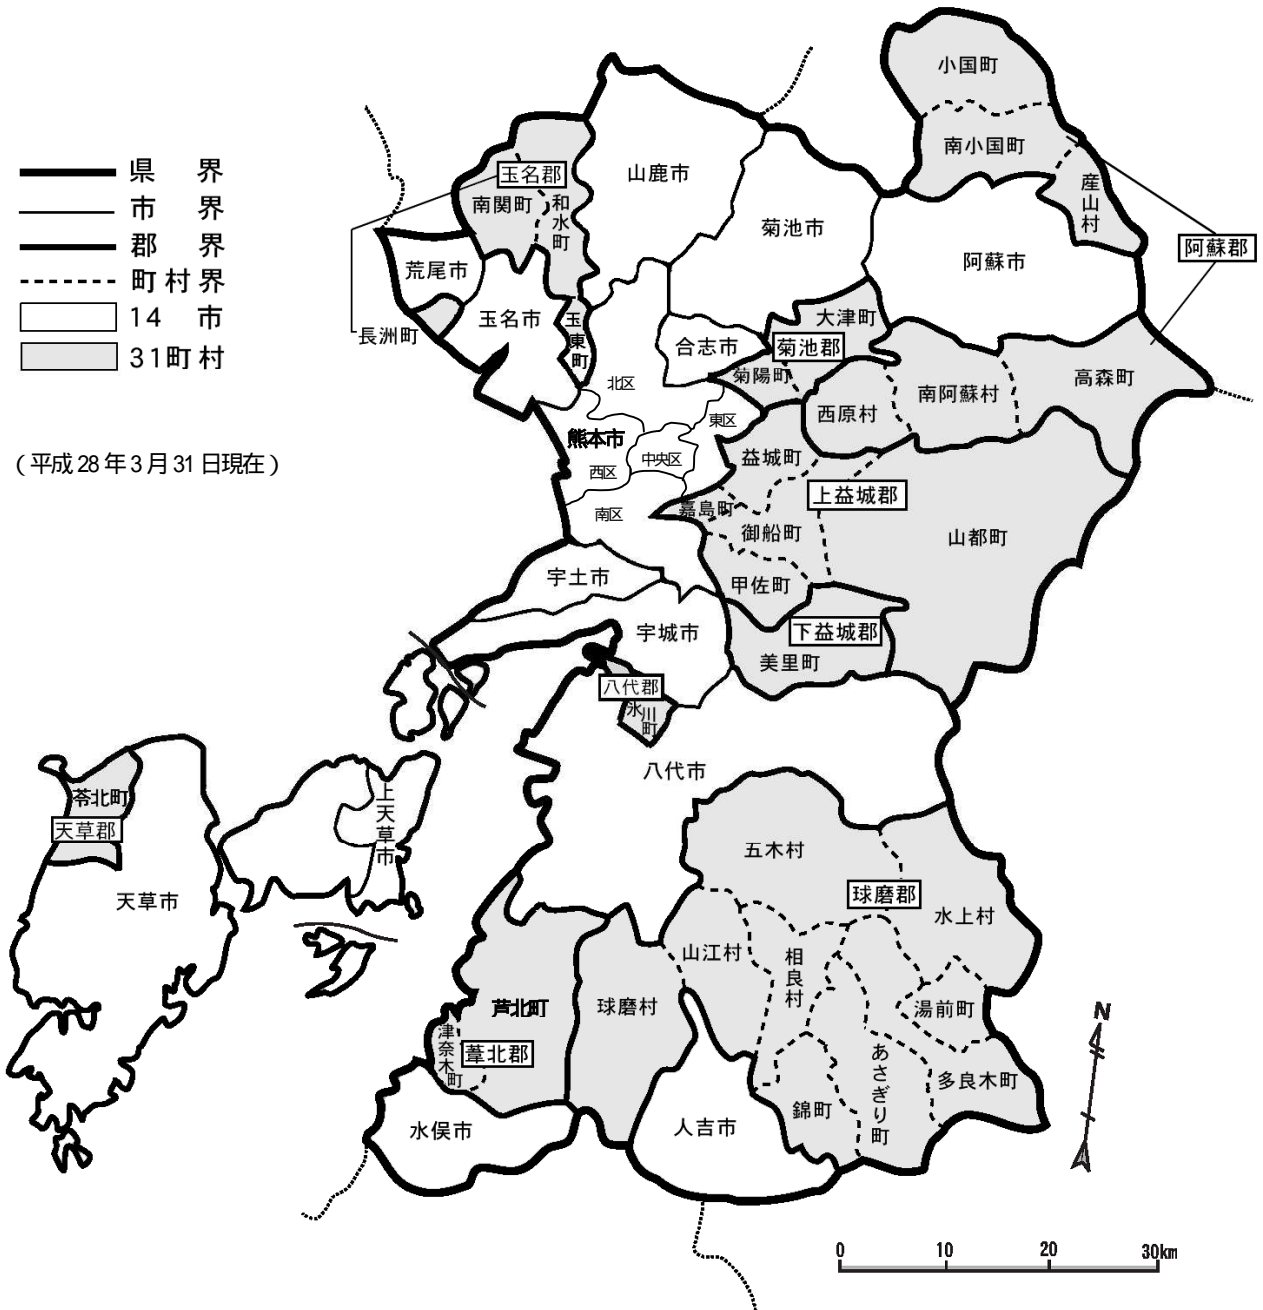 県界
市界
郡界
町村界
14市
31町村
(平成28年3月31日現在)
小国町
南小国町
産山村
阿蘇郡
阿蘇市
山鹿市
菊池市
玉名郡
南関町
和水町
荒尾市
長洲町
玉名市
玉東町
合志市
大津町
菊池郡
菊陽町
西原村
南阿蘇村
高森町
熊本市
北区
東区
中央区
西区
南区
益城町
上益城郡
嘉島町
御船町
甲佐町
山都町
宇土市
宇城市
下益城郡
美里町
八代郡
氷川町
八代市
苓北町
天草郡
天草市
上天草市
五木村
球磨郡
水上村
山江村
相良村
湯前町
芦北町
球磨村
津奈木町
葦北郡
あさぎり町
多良木町
錦町
水俣市
人吉市
N
0 10 20 30km